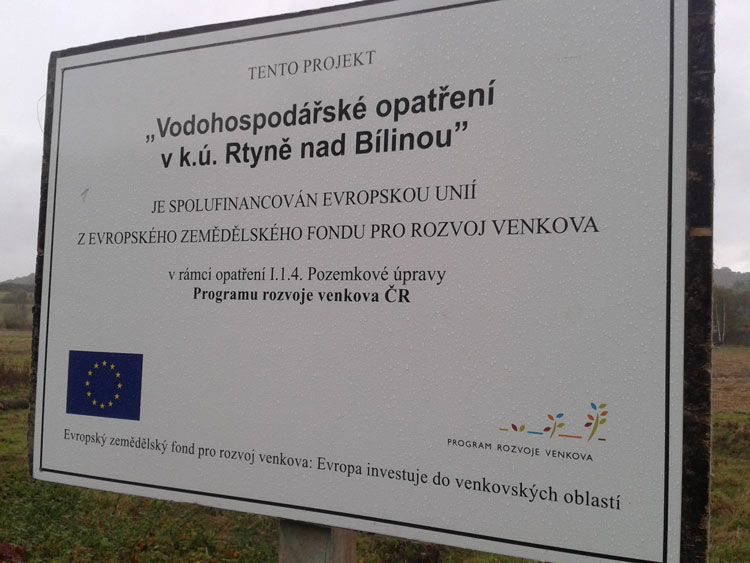 TENTO PROJEKT
„Vodohospodářské opatření
v k.ú. Rtyně nad Bílinou”
JE SPOLUFINANCOVÁN EVROPSKOU UNIÍ
Z EVROPSKÉHO ZEMĚDĚLSKÉHO FONDU PRO ROZVOJ VENKOVA
v rámci opatření I.1.4. Pozemkové úpravy
Programu rozvoje venkova ČR
PROGRAM ROZVOJE VENKOVA
Evropský zemědělský fond pro rozvoj venkova: Evropa investuje do venkovských oblastí